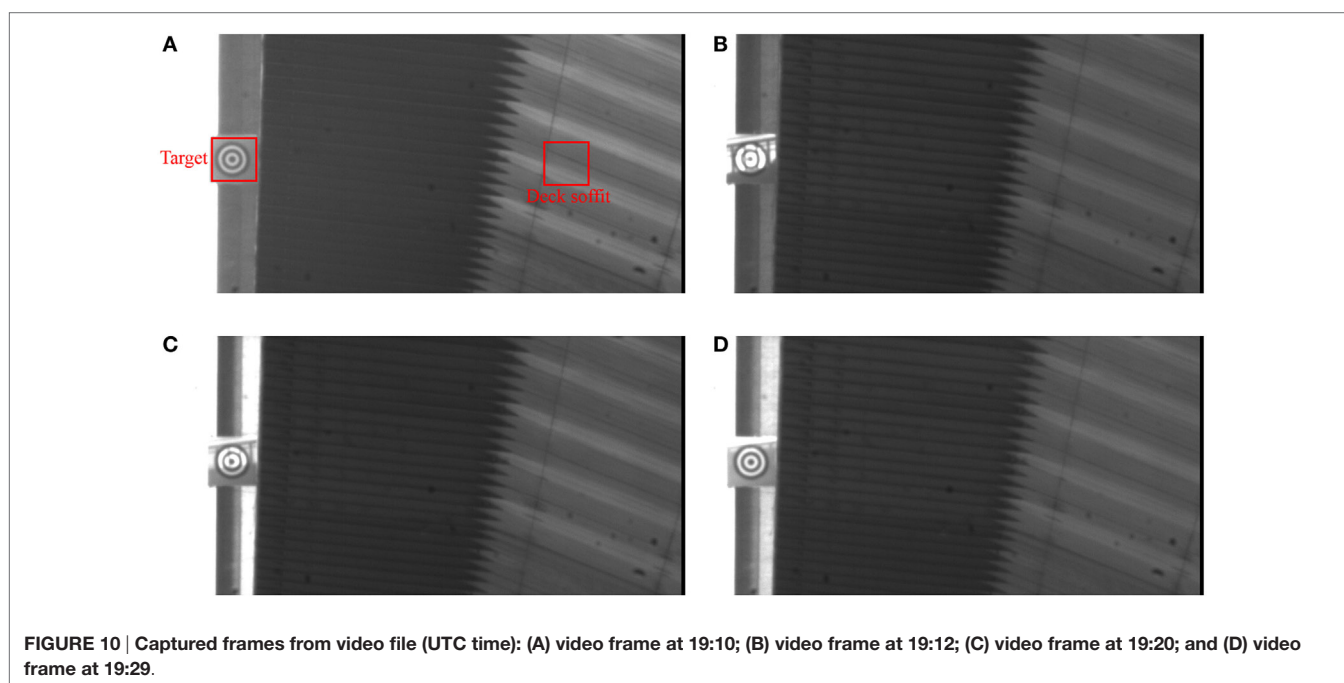 A
B
Target
Deck soffit
C
D
FIGURE 10 | Captured frames from video file (UTC time): (A) video frame at 19:10; (B) video frame at 19:12; (C) video frame at 19:20; and (D) video
frame at 19:29.